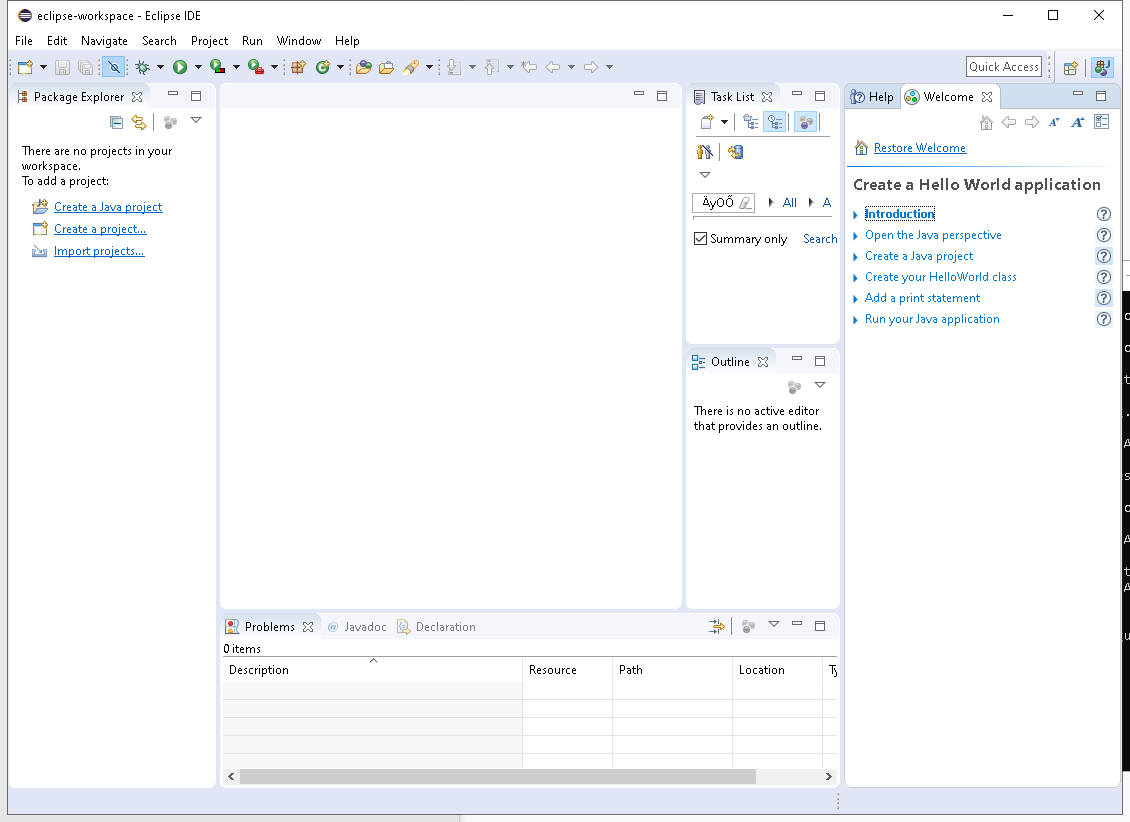 eclipse-workspace - Eclipse IDE
File Edit Navigate Search Project Run Window Help
Quick Access
Package Explorer
There are no projects in your
workspace.
To add a project:
Create a Java project
Create a project...
Import projects...
Task List
ÄyOŐ All A
Summary only Search
Outline
There is no active editor
that provides an outline.
Help Welcome
Restore Welcome
Create a Hello World application
Introduction
Open the Java perspective
Create a Java project
Create your HelloWorld class
Add a print statement
Run your Java application
Problems @ Javadoc Declaration
0 items
Description Resource Path Location Ty